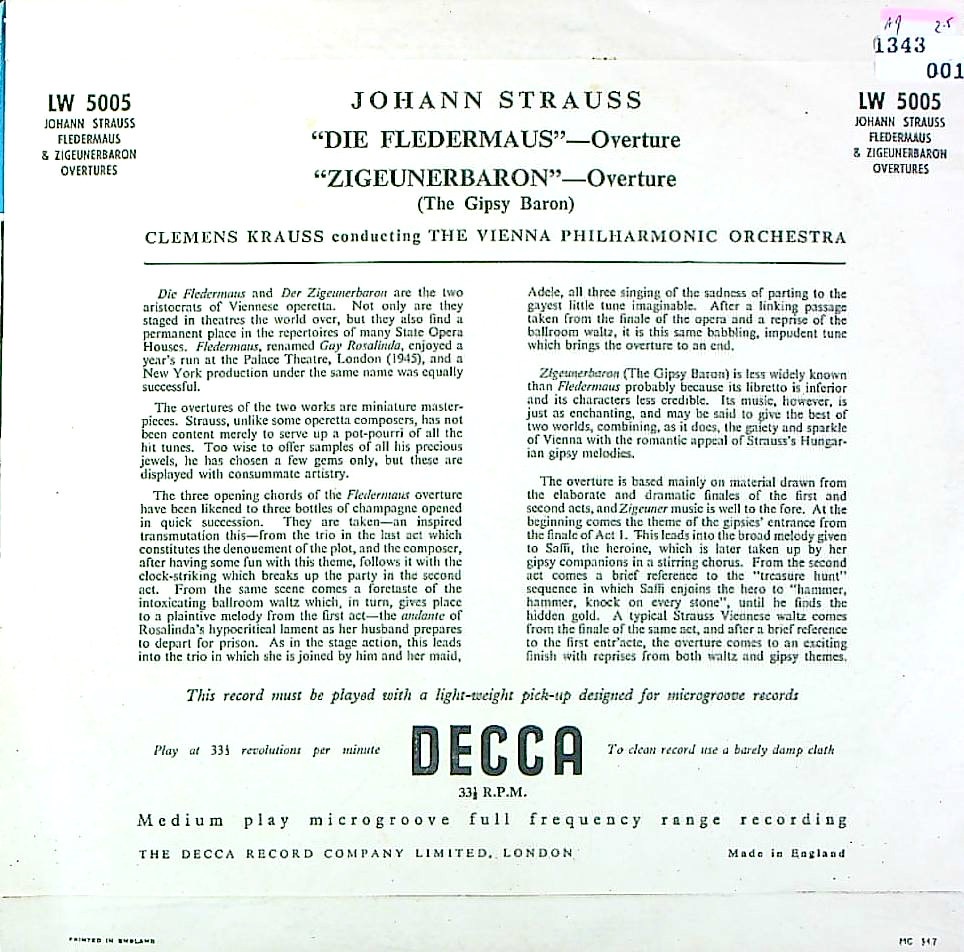 A9 25
1343
001
LW 5005
JOHANN STRAUSS
FLEDERMAUS
& ZIGEUNERBARON
OVERTURES
JOHANN STRAUSS
"DIE FLEDERMAUS"—Overture
"ZIGEUNERBARON"—Overture
(The Gipsy Baron)
LW 5005
JOHANN STRAUSS
FLEDERMAUS
& ZIGEUNERBARON
OVERTURES
CLEMENS KRAUSS conducting THE VIENNA PHILHARMONIC ORCHESTRA
Die Fledermaus and Der Zigeunerbaron are the two
aristocrats of Viennese operetta. Not only are they
staged in theatres the world over, but they also find a
permanent place in the repertoires of many State Opera
Houses. Fledermaus, renamed Gay Rosalinda, enjoyed a
year's run at the Palace Theatre, London (1945), and a
New York production under the same name was equally
successful.
The overtures of the two works are miniature master-
pieces. Strauss, unlike some operetta composers, has not
been content merely to serve up a pot-pourri of all the
hit tunes. Too wise to offer samples of all his precious
jewels, he has chosen a few gems only, but these are
displayed with consummate artistry.
The three opening chords of the Fledermaus overture
have been likened to three bottles of champagne opened
in quick succession. They are taken—an inspired
transmutation this—from the trio in the last act which
constitutes the denouement of the plot, and the composer,
after having some fun with this theme, follows it with the
clock-striking which breaks up the party in the second
act. From the same scene comes a foretaste of the
intoxicating ballroom waltz which, in turn, gives place
to a plaintive melody from the first act—the andante of
Rosalinda's hypocritical lament as her husband prepares
to depart for prison. As in the stage action, this leads
into the trio in which she is joined by him and her maid,
Adele, all three singing of the sadness of parting to the
gayest little tune imaginable. After a linking passage
taken from the finale of the opera and a reprise of the
ballroom waltz, it is this same babbling, impudent tune
which brings the overture to an end.
Zigeunerbaron (The Gipsy Baron) is less widely known
than Fledermaus probably because its libretto is inferior
and its characters less credible. Its music, however, is
just as enchanting, and may be said to give the best of
two worlds, combining, as it does, the gaiety and sparkle
of Vienna with the romantic appeal of Strauss's Hungar-
ian gipsy melodies.
The overture is based mainly on material drawn from
the elaborate and dramatic finales of the first and
second acts, and Zigeuner music is well to the fore. At the
beginning comes the theme of the gipsies' entrance from
the finale of Act 1. This leads into the broad melody given
to Saffi, the heroine, which is later taken up by her
gipsy companions in a stirring chorus. From the second
act comes a brief reference to the "treasure hunt"
sequence in which Saffi enjoins the hero to "hammer,
hammer, knock on every stone", until he finds the
hidden gold. A typical Strauss Viennese waltz comes
from the finale of the same act, and after a brief reference
to the first entr'acte, the overture comes to an exciting
finish with reprises from both waltz and gipsy themes.
This record must be played with a light-weight pick-up designed for microgroove records
Play at 33⅓ revolutions per minute
DECCA
To clean record use a barely damp cloth
33⅓ R.P.M.
Medium play microgroove full frequency range recording
THE DECCA RECORD COMPANY LIMITED, LONDON
Made in England
PRINTED IN ENGLAND
MC 547